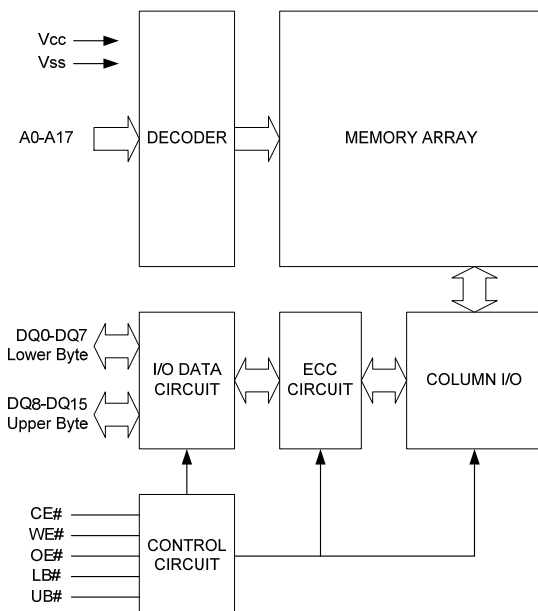 Vcc
Vss
A0-A17
DECODER
MEMORY ARRAY
DQ0-DQ7
Lower Byte
DQ8-DQ15
Upper Byte
I/O DATA
CIRCUIT
ECC
CIRCUIT
COLUMN I/O
CE#
WE#
OE#
LB#
UB#
CONTROL
CIRCUIT